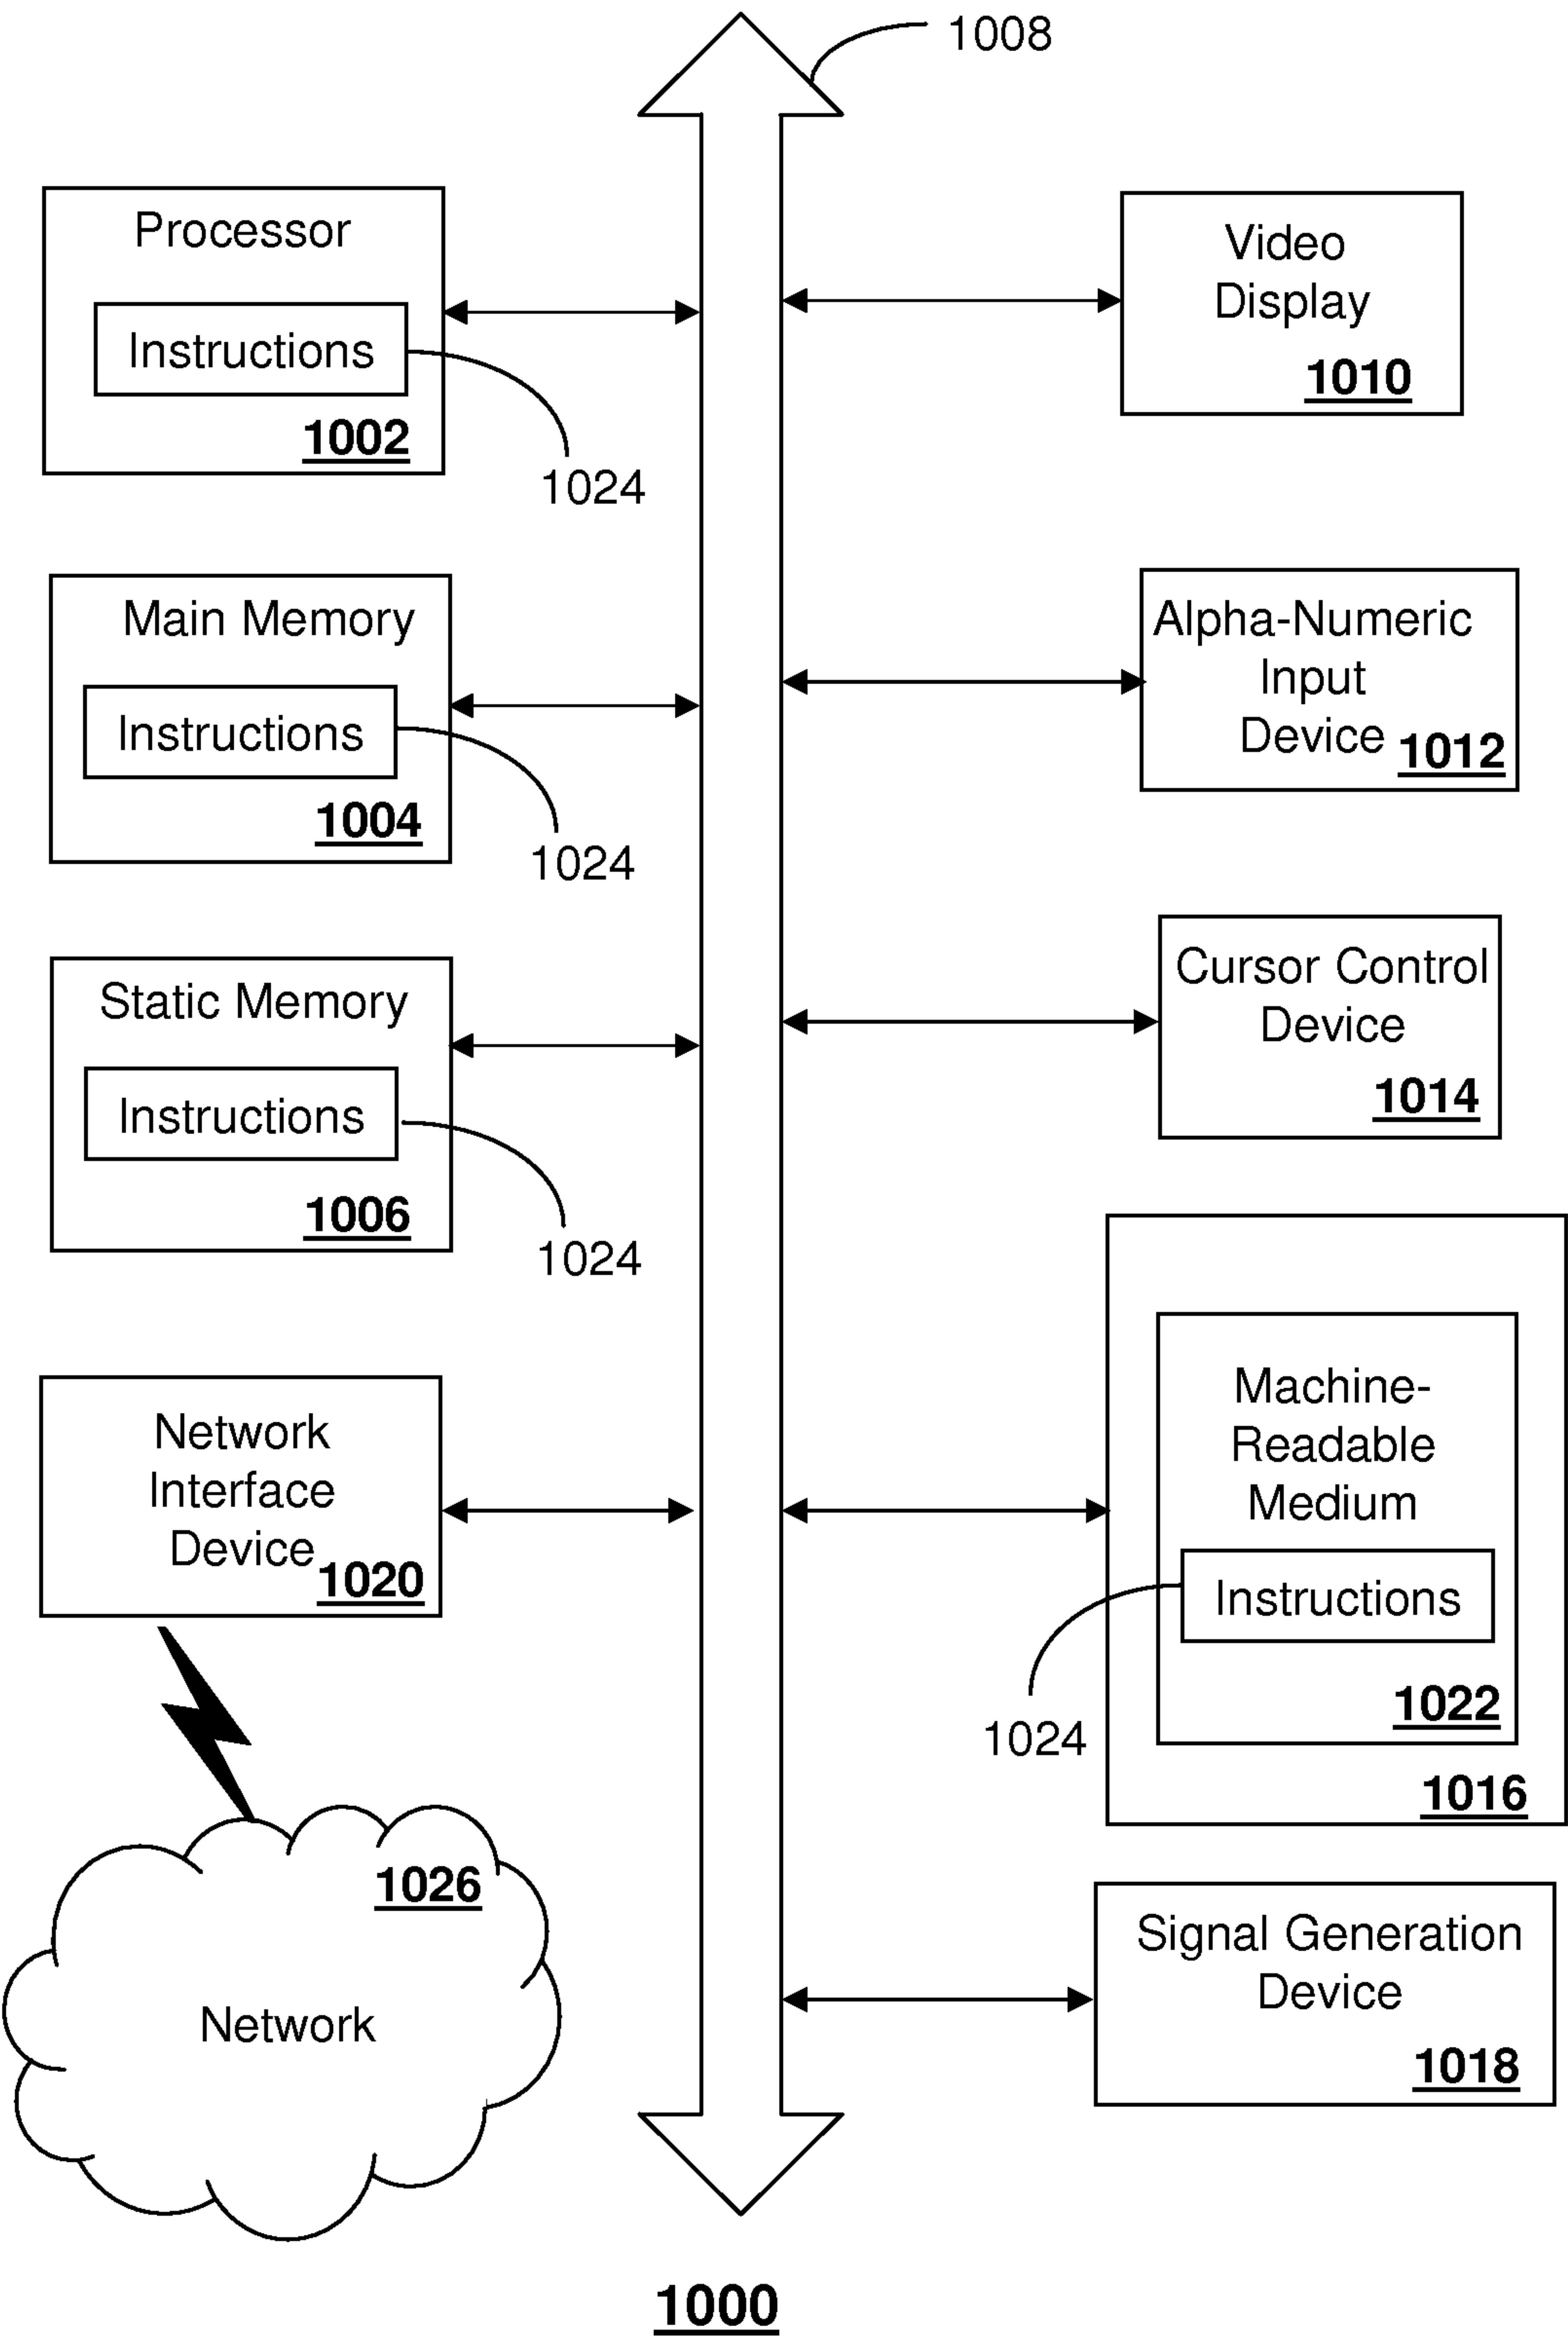 1008
Processor
Instructions
1002
1024
Main Memory
Instructions
1004
1024
Static Memory
Instructions
1006
1024
Network
Interface
Device
1020
1026
Network
Video
Display
1010
Alpha-Numeric
Input
Device
1012
Cursor Control
Device
1014
Machine-
Readable
Medium
Instructions
1022
1024
1016
Signal Generation
Device
1018
1000